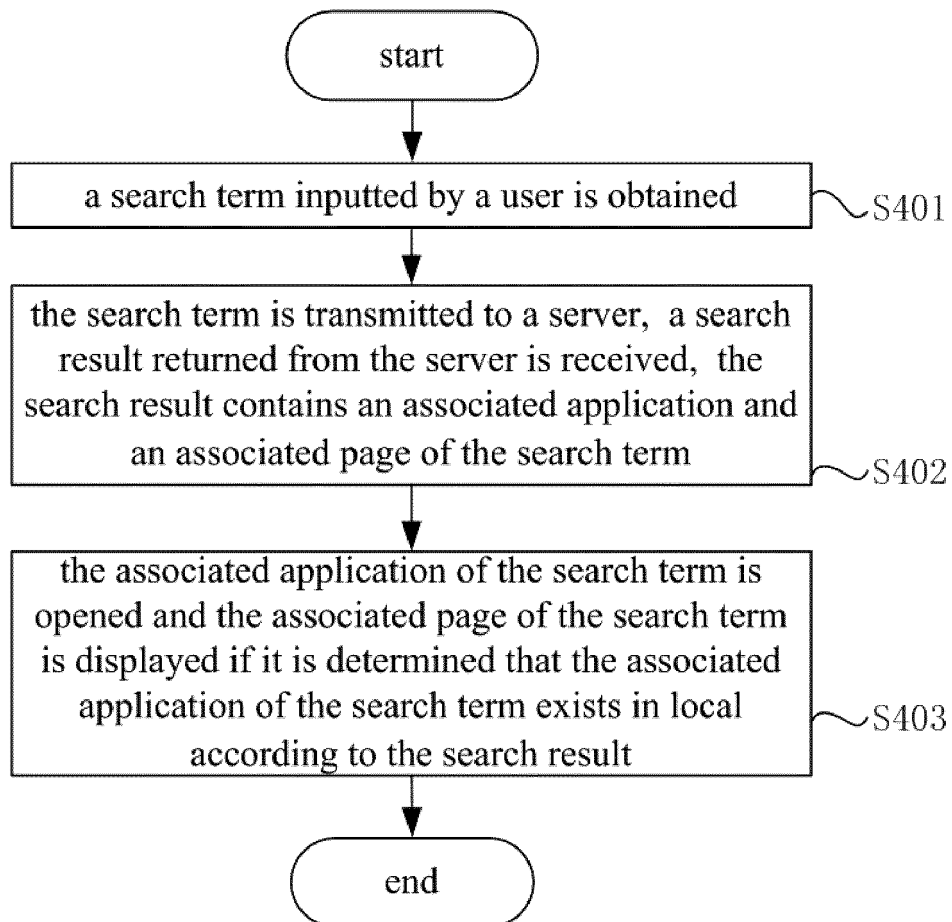 start
a search term inputted by a user is obtained
S401
the search term is transmitted to a server, a search
result returned from the server is received, the
search result contains an associated application and
an associated page of the search term
S402
the associated application of the search term is
opened and the associated page of the search term
is displayed if it is determined that the associated
application of the search term exists in local
according to the search result
S403
end